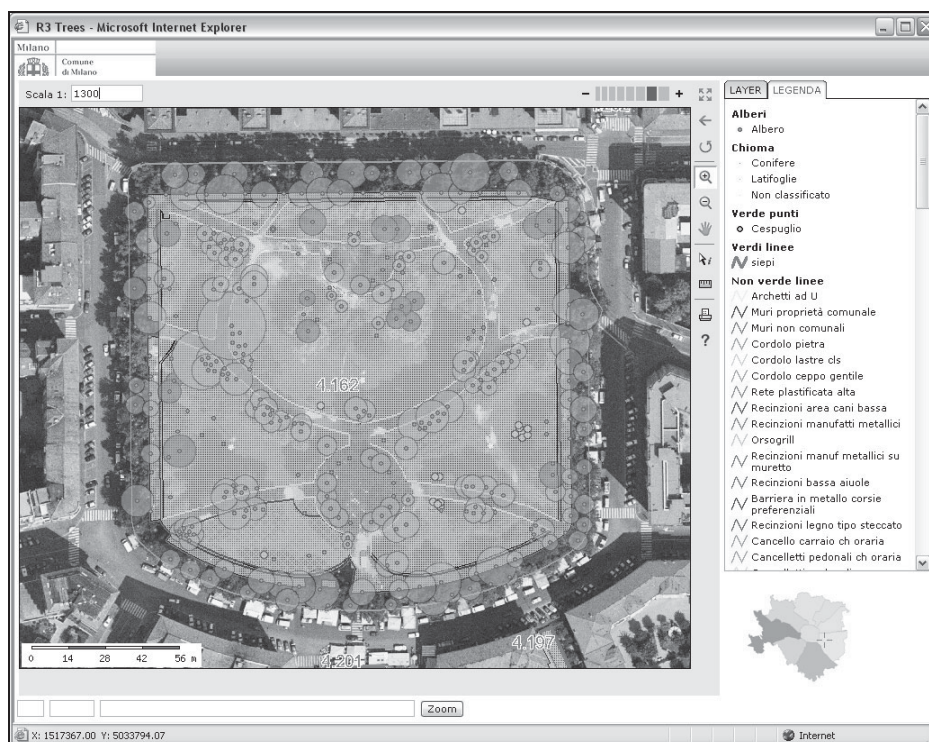 R3 Trees - Microsoft Internet Explorer
Milano
Comune
di Milano
Scala 1: 1300
- +
LAYER LEGENDA
Alberi
Albero
Chioma
Conifere
Latifoglie
Non classificato
Verde punti
Cespuglio
Verdi linee
siepi
Non verde linee
Archetti ad U
Muri proprietà comunale
Muri non comunali
Cordolo pietra
Cordolo lastre cls
Cordolo ceppo gentile
Rete plastificata alta
Recinzioni area cani bassa
Recinzioni manufatti metallici
Orsogrill
Recinzioni manuf metallici su
muretto
Recinzioni bassa aiuole
Barriera in metallo corsie
preferenziali
Recinzioni legno tipo steccato
Cancello carraio ch oraria
Cancelletti pedonali ch oraria
i
?
4.162
4.197
4.201
0 14 28 42 56 m
Zoom
X: 1517367.00 Y: 5033794.07
Internet